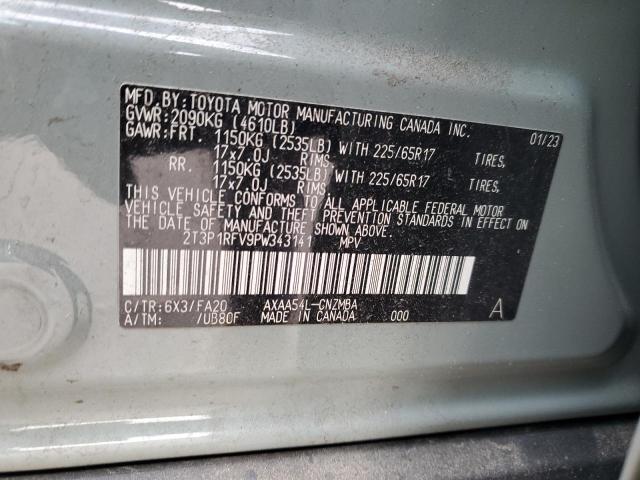 MFD.BY:TOYOTA MOTOR MANUFACTURING CANADA INC.
GVWR:2090KG (4610LB) 01/23
GAWR:FRT. 1150KG (2535LB) WITH 225/65R17 TIRES,
17x7.0J RIMS,
RR. 1150KG (2535LB) WITH 225/65R17 TIRES,
17x7.0J RIMS
THIS VEHICLE CONFORMS TO ALL APPLICABLE FEDERAL MOTOR
VEHICLE SAFETY AND THEFT PREVENTION STANDARDS IN EFFECT ON
THE DATE OF MANUFACTURE SHOWN ABOVE.
2T3P1RFV9PW343141 MPV
C/TR:6X3/FA20 AXAA54L-CNZMBA A
A/TM: /UB80F MADE IN CANADA 000